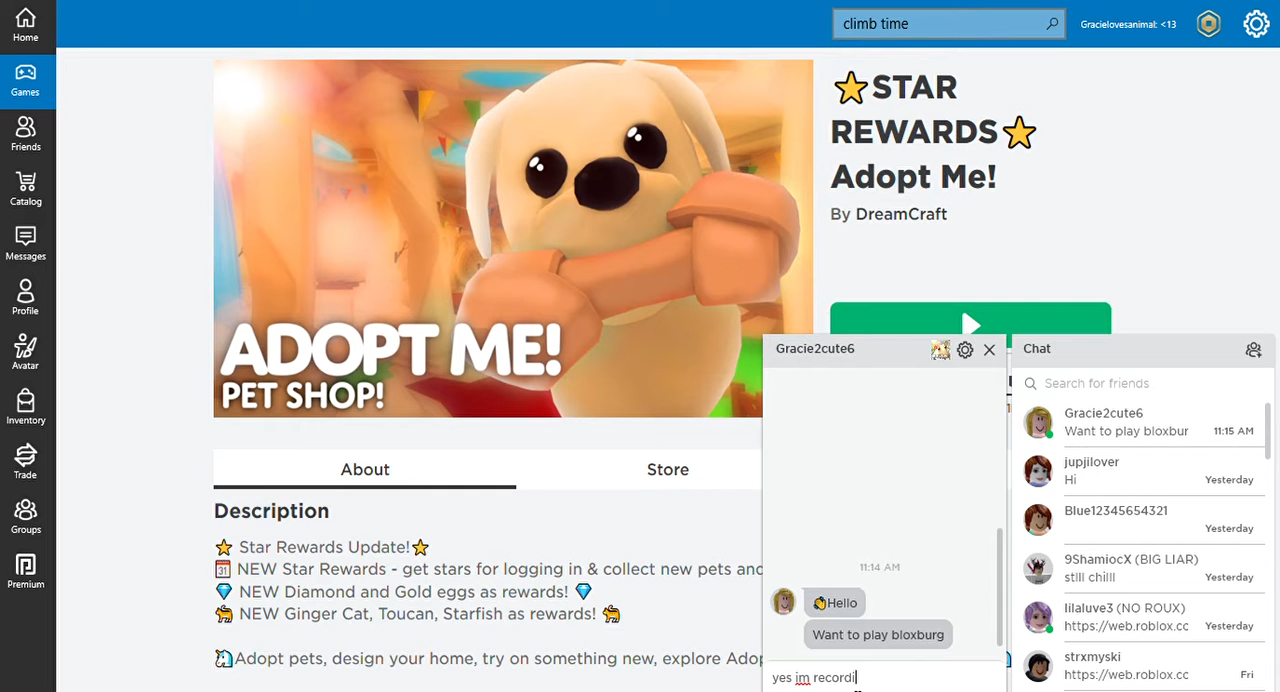 climb time
Gracielovesanimal: <13
Home
Games
Friends
Catalog
Messages
Profile
Avatar
Inventory
Trade
Groups
Premium
ADOPT ME!
PET SHOP!
⭐STAR
REWARDS⭐
Adopt Me!
By DreamCraft
About
Store
Description
⭐ Star Rewards Update!⭐
📅 NEW Star Rewards - get stars for logging in & collect new pets and
💎 NEW Diamond and Gold eggs as rewards! 💎
🐈 NEW Ginger Cat, Toucan, Starfish as rewards! 🐈
🦄Adopt pets, design your home, try on something new, explore Adop
Gracie2cute6
11:14 AM
👏Hello
Want to play bloxburg
yes im recordi
Chat
Search for friends
Gracie2cute6
Want to play bloxbur 11:15 AM
jupjilover
Hi Yesterday
Blue12345654321
Yesterday
9ShamiocX (BIG LIAR)
stlll chilll Yesterday
lilaluve3 (NO ROUX)
https://web.roblox.cc Yesterday
strxmyski
https://web.roblox.cc Fri